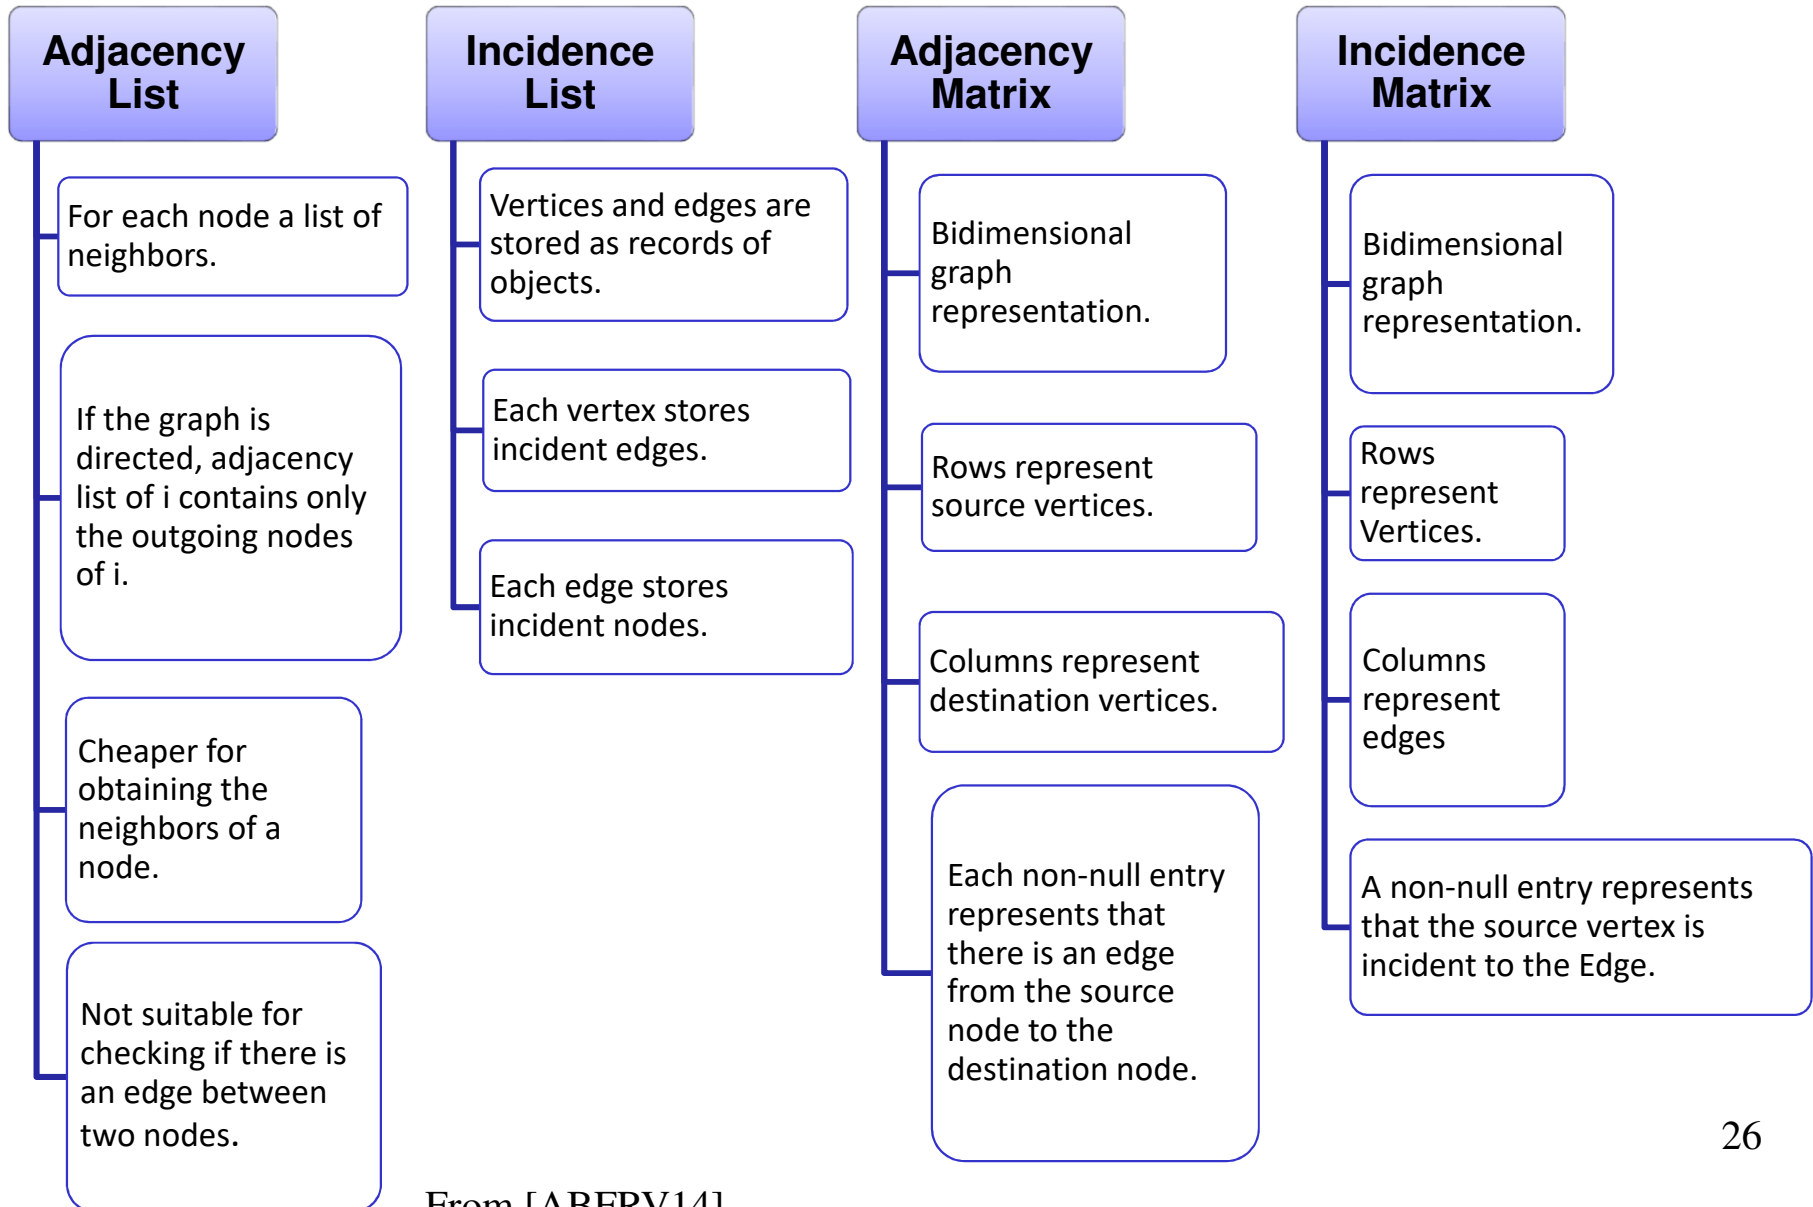 Adjacency
List
For each node a list of
neighbors.
If the graph is
directed, adjacency
list of i contains only
the outgoing nodes
of i.
Cheaper for
obtaining the
neighbors of a
node.
Not suitable for
checking if there is
an edge between
two nodes.
Incidence
List
Vertices and edges are
stored as records of
objects.
Each vertex stores
incident edges.
Each edge stores
incident nodes.
Adjacency
Matrix
Bidimensional
graph
representation.
Rows represent
source vertices.
Columns represent
destination vertices.
Each non-null entry
represents that
there is an edge
from the source
node to the
destination node.
Incidence
Matrix
Bidimensional
graph
representation.
Rows
represent
Vertices.
Columns
represent
edges
A non-null entry represents
that the source vertex is
incident to the Edge.
26
From